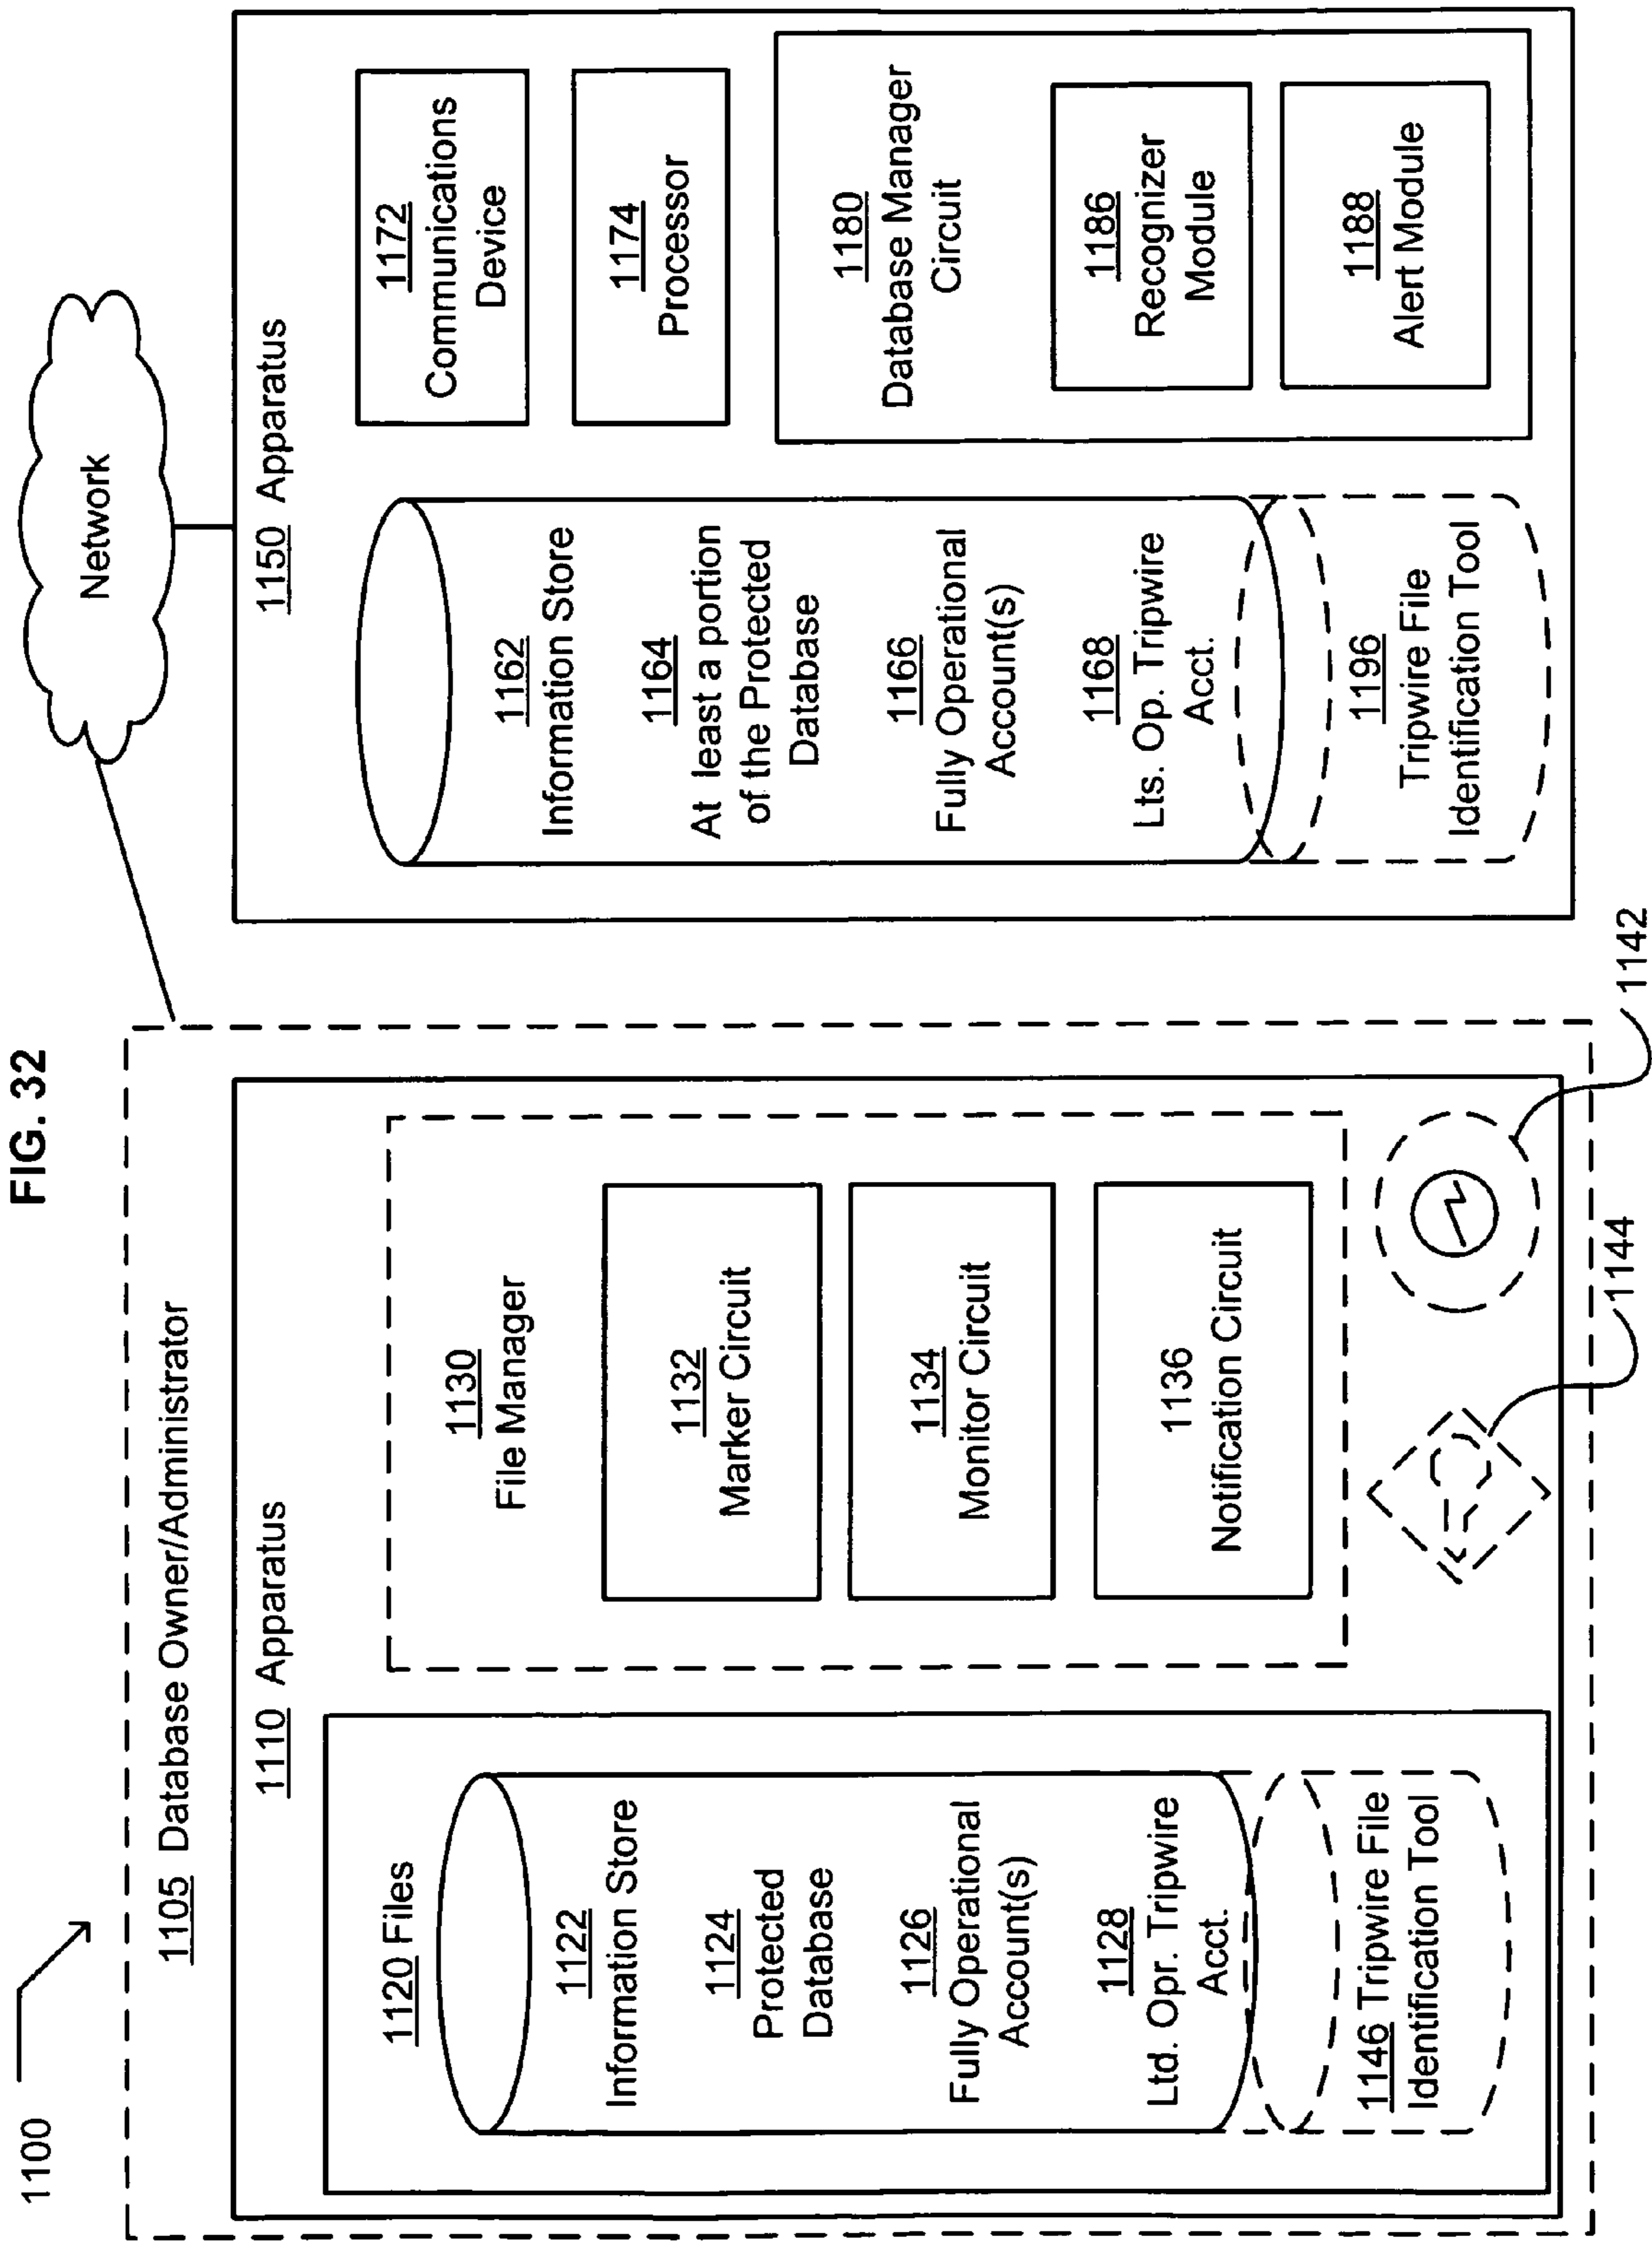 FIG. 32
1100
Network
1105 Database Owner/Administrator
1110 Apparatus
1120 Files
1122
Information Store
1124
Protected
Database
1126
Fully Operational
Account(s)
1128
Ltd. Opr. Tripwire
Acct.
1146 Tripwire File
Identification Tool
1130
File Manager
1132
Marker Circuit
1134
Monitor Circuit
1136
Notification Circuit
1144
1142
1150 Apparatus
1162
Information Store
1164
At least a portion
of the Protected
Database
1166
Fully Operational
Account(s)
1168
Lts. Op. Tripwire
Acct.
1196
Tripwire File
Identification Tool
1172
Communications
Device
1174
Processor
1180
Database Manager
Circuit
1186
Recognizer
Module
1188
Alert Module